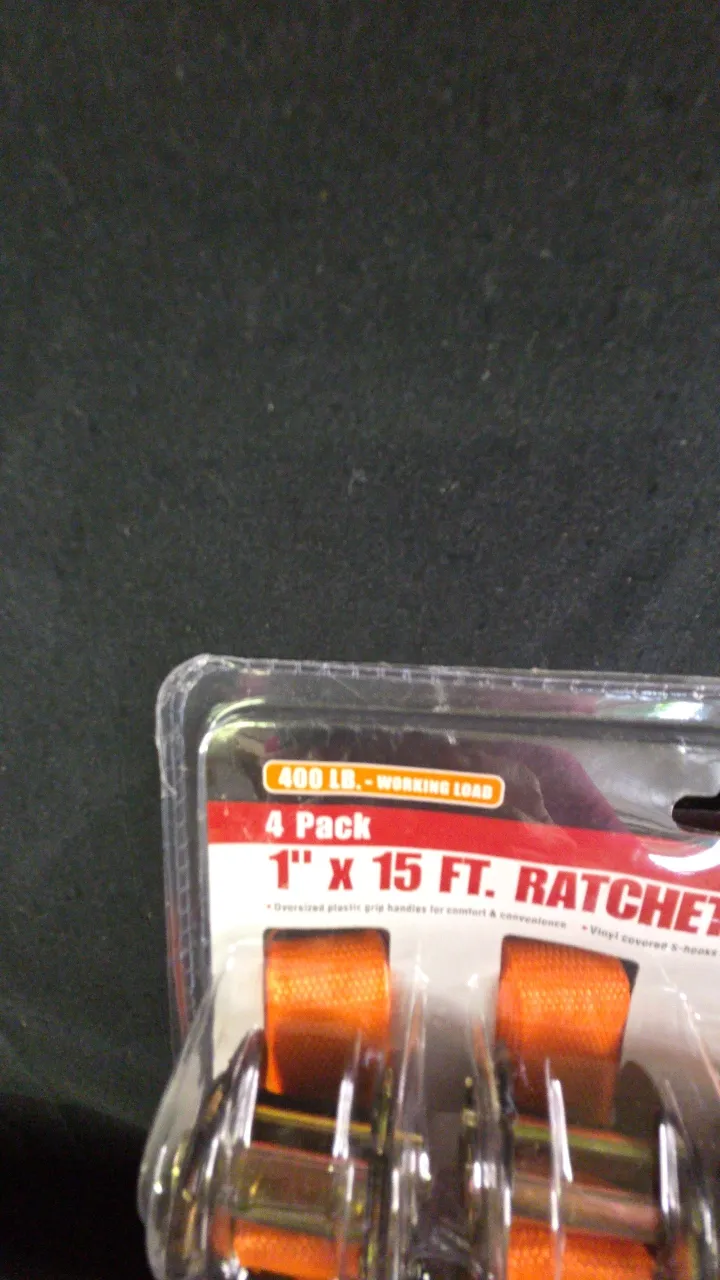 400 LB. - WORKING LOAD
4 Pack
1" x 15 FT. RATCHET
• Oversized plastic grip handles for comfort & convenience • Vinyl covered S-hooks